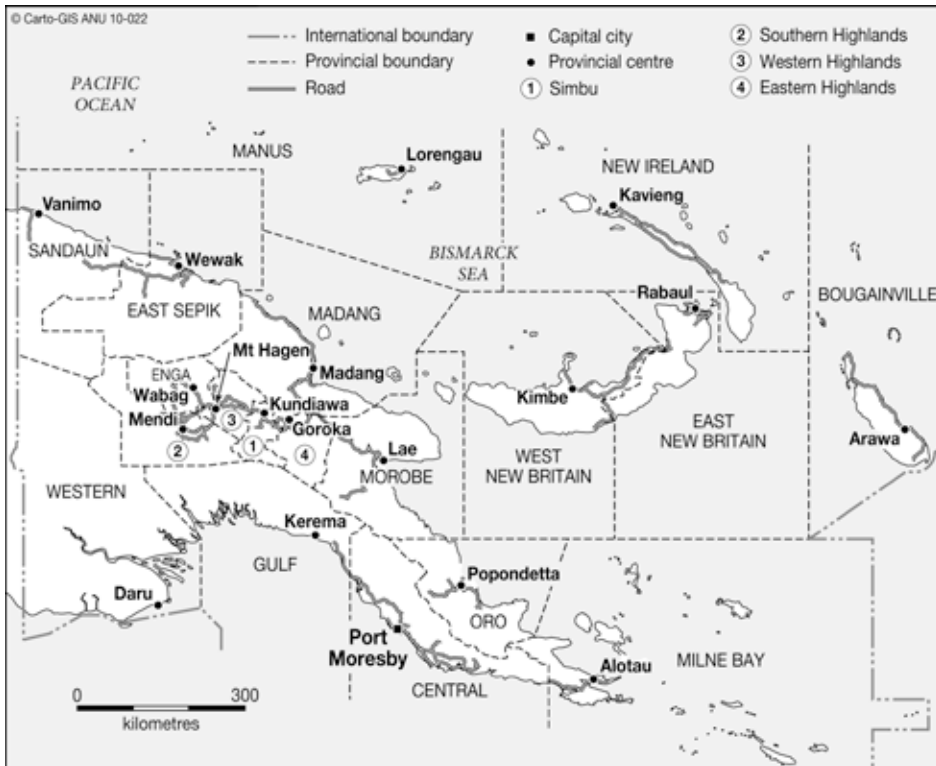 © Carto-GIS ANU 10-022
International boundary
Provincial boundary
Road
Capital city
Provincial centre
1 Simbu
2 Southern Highlands
3 Western Highlands
4 Eastern Highlands
PACIFIC
OCEAN
MANUS
Lorengau
NEW IRELAND
Kavieng
Vanimo
SANDAUN
Wewak
BISMARCK
SEA
Rabaul
BOUGAINVILLE
EAST SEPIK
MADANG
Mt Hagen
Madang
ENGA
Wabag
Kundiawa
Kimbe
Mendi
3
Goroka
EAST
NEW BRITAIN
Arawa
2
1
4
Lae
MOROBE
WEST
NEW BRITAIN
WESTERN
Kerema
GULF
Popondetta
Daru
ORO
Port
Moresby
Alotau
MILNE BAY
CENTRAL
0 300
kilometres